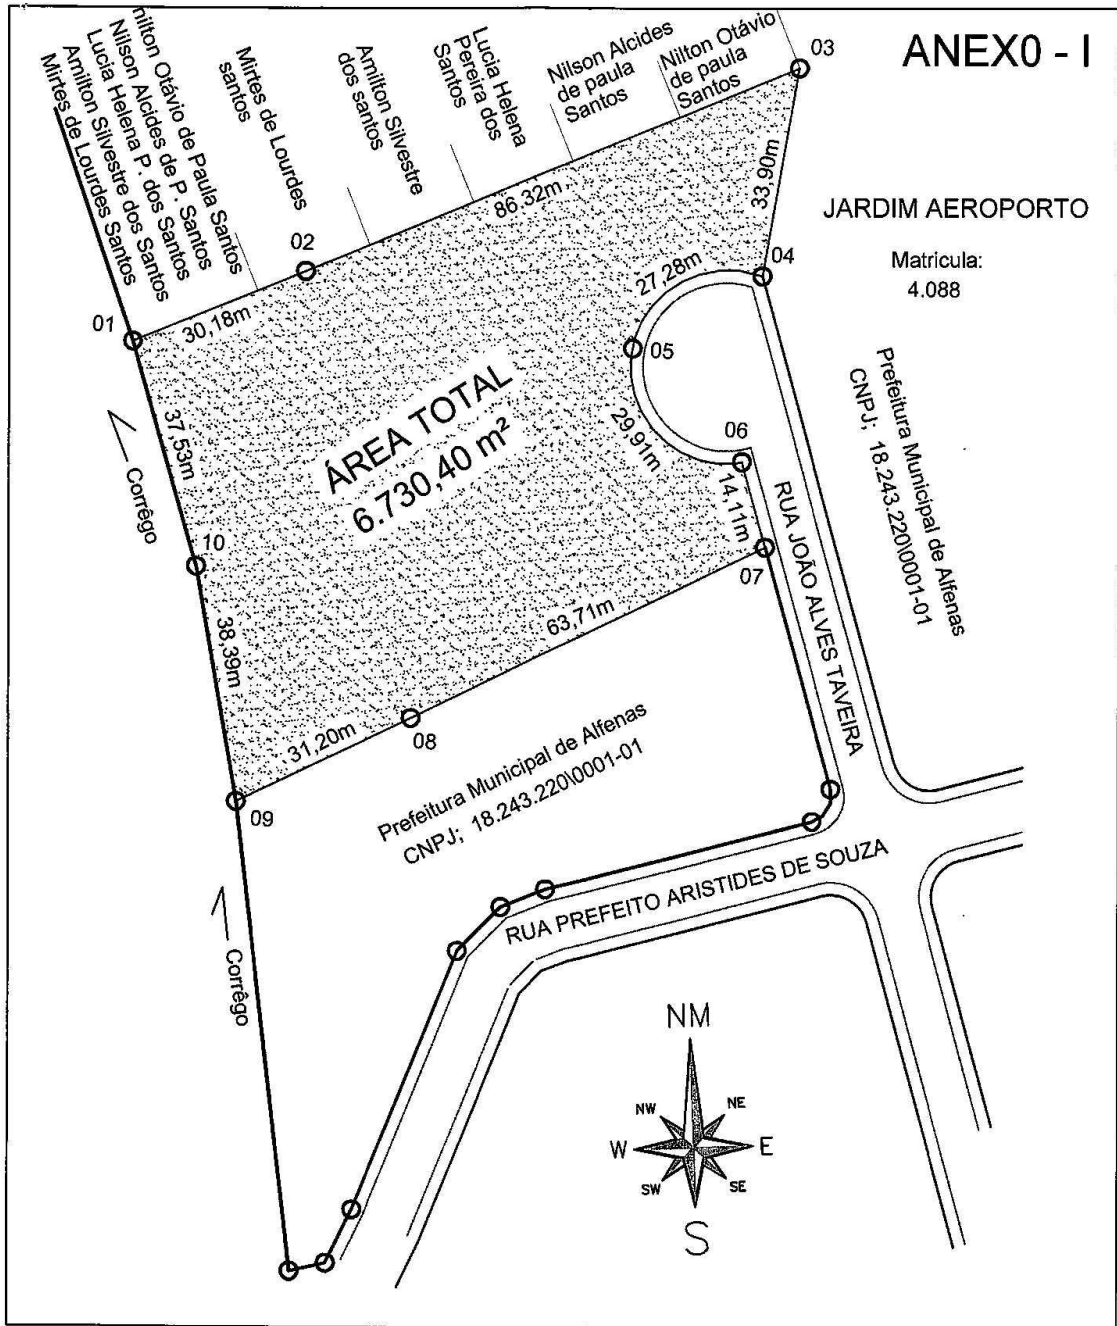 ANEX0 - I
nilton Otávio de Paula Santos
Nilson Alcides de P. Santos
Lucia Helena P. dos Santos
Amilton Silvestre dos Santos
Mirtes de Lourdes Santos
Mirtes de Lourdes
santos
Amilton Silvestre
dos santos
Lucia Helena
Pereira dos
Santos
Nilson Alcides
de paula
Santos
Nilton Otávio
de paula
Santos
03
86,32m
33,90m
JARDIM AEROPORTO
Matricula:
4.088
02
01
30,18m
27,28m
04
05
37,53m
Corrêgo
ÁREA TOTAL
6.730,40 m²
29,91m
06
14,11m
07
RUA JOÃO ALVES TAVEIRA
Prefeitura Municipal de Alfenas
CNPJ; 18.243.220\0001-01
10
38,39m
63,71m
31,20m
08
09
Prefeitura Municipal de Alfenas
CNPJ; 18.243.220\0001-01
RUA PREFEITO ARISTIDES DE SOUZA
Corrêgo
NM
NW
NE
W
E
SW
SE
S